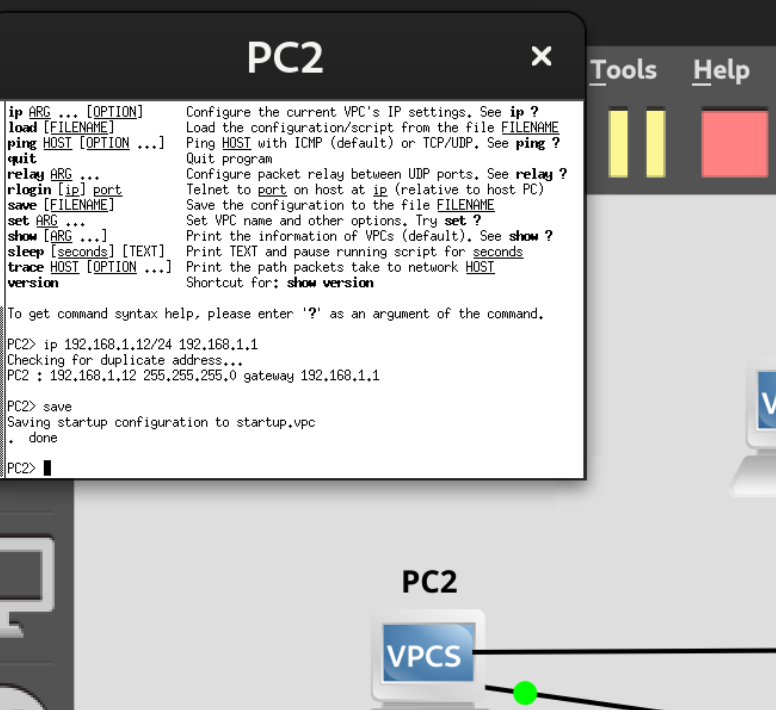 PC2
×
Tools Help
ip ARG ... [OPTION] Configure the current VPC's IP settings. See ip ?
load [FILENAME] Load the configuration/script from the file FILENAME
ping HOST [OPTION ...] Ping HOST with ICMP (default) or TCP/UDP. See ping ?
quit Quit program
relay ARG ... Configure packet relay between UDP ports. See relay ?
rlogin [ip] port Telnet to port on host at ip (relative to host PC)
save [FILENAME] Save the configuration to the file FILENAME
set ARG ... Set VPC name and other options. Try set ?
show [ARG ...] Print the information of VPCs (default). See show ?
sleep [seconds] [TEXT] Print TEXT and pause running script for seconds
trace HOST [OPTION ...] Print the path packets take to network HOST
version Shortcut for: show version
To get command syntax help, please enter '?' as an argument of the command.
PC2> ip 192.168.1.12/24 192.168.1.1
Checking for duplicate address...
PC2 : 192.168.1.12 255.255.255.0 gateway 192.168.1.1
PC2> save
Saving startup configuration to startup.vpc
. done
PC2>
V
PC2
VPCS